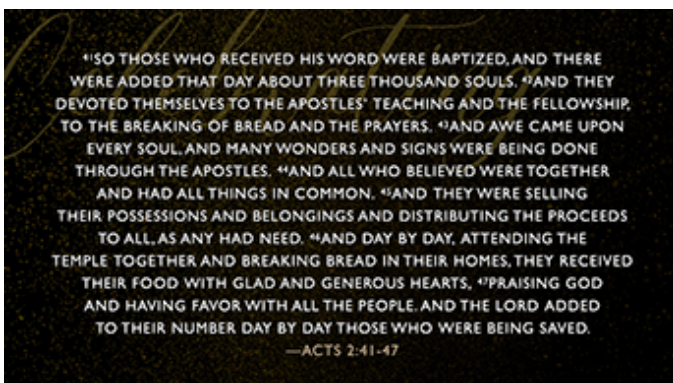 ⁴¹SO THOSE WHO RECEIVED HIS WORD WERE BAPTIZED, AND THERE
WERE ADDED THAT DAY ABOUT THREE THOUSAND SOULS. ⁴²AND THEY
DEVOTED THEMSELVES TO THE APOSTLES' TEACHING AND THE FELLOWSHIP,
TO THE BREAKING OF BREAD AND THE PRAYERS. ⁴³AND AWE CAME UPON
EVERY SOUL, AND MANY WONDERS AND SIGNS WERE BEING DONE
THROUGH THE APOSTLES. ⁴⁴AND ALL WHO BELIEVED WERE TOGETHER
AND HAD ALL THINGS IN COMMON. ⁴⁵AND THEY WERE SELLING
THEIR POSSESSIONS AND BELONGINGS AND DISTRIBUTING THE PROCEEDS
TO ALL, AS ANY HAD NEED. ⁴⁶AND DAY BY DAY, ATTENDING THE
TEMPLE TOGETHER AND BREAKING BREAD IN THEIR HOMES, THEY RECEIVED
THEIR FOOD WITH GLAD AND GENEROUS HEARTS, ⁴⁷PRAISING GOD
AND HAVING FAVOR WITH ALL THE PEOPLE. AND THE LORD ADDED
TO THEIR NUMBER DAY BY DAY THOSE WHO WERE BEING SAVED.
—ACTS 2:41-47